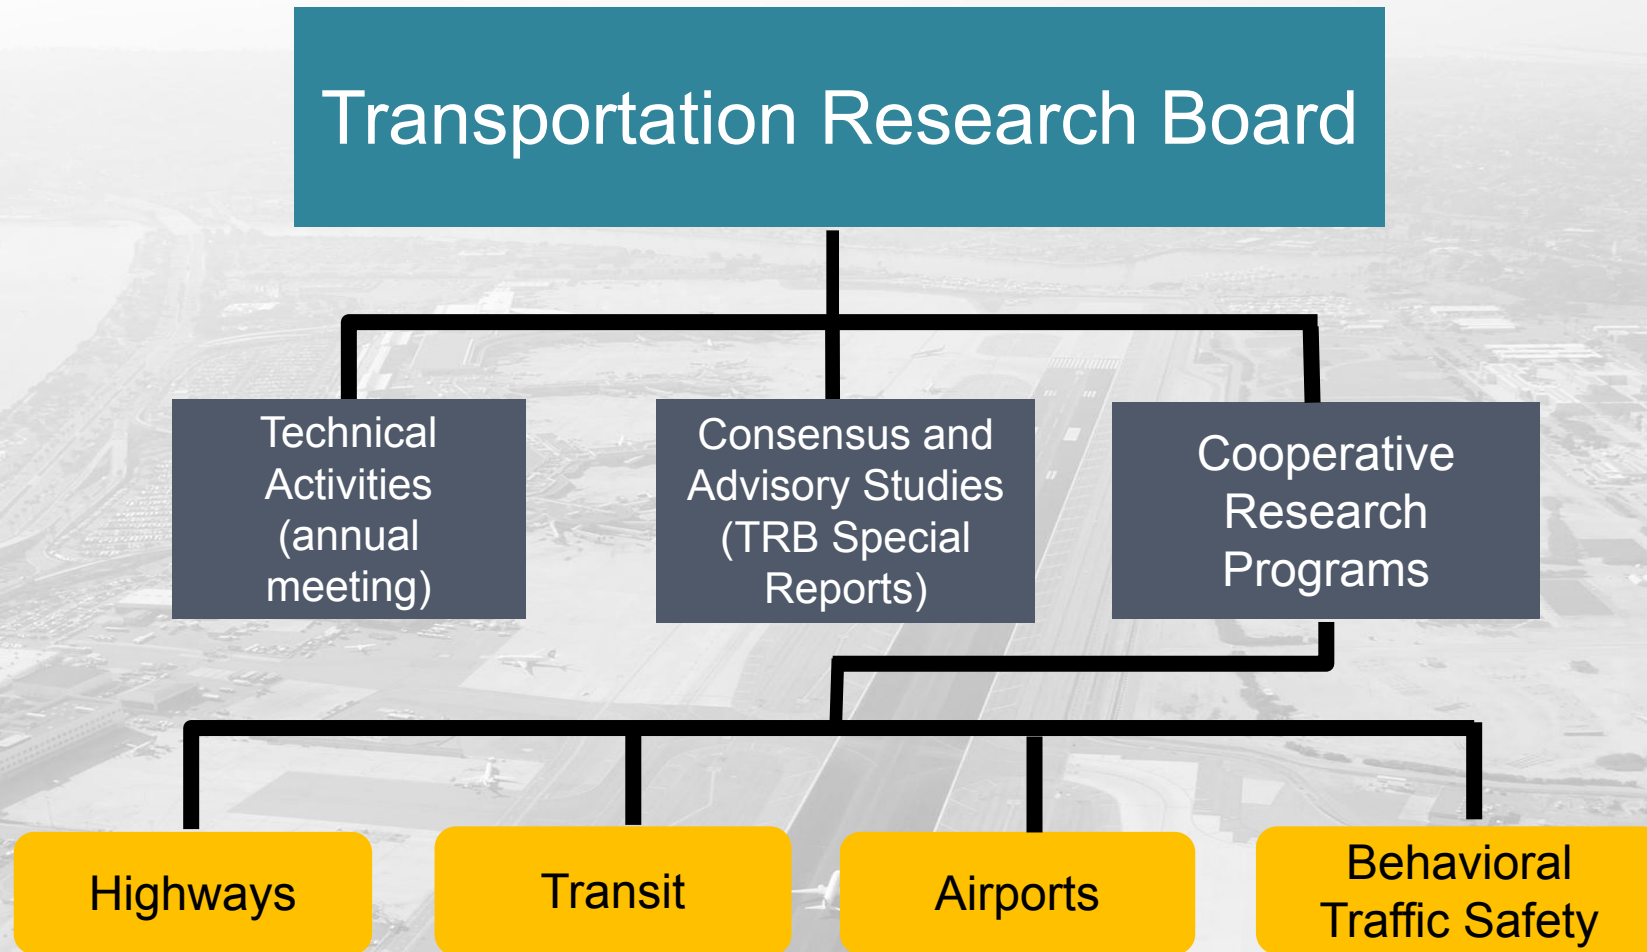 Transportation Research Board
Technical
Activities
(annual
meeting)
Consensus and
Advisory Studies
(TRB Special
Reports)
Cooperative
Research
Programs
Highways
Transit
Airports
Behavioral
Traffic Safety